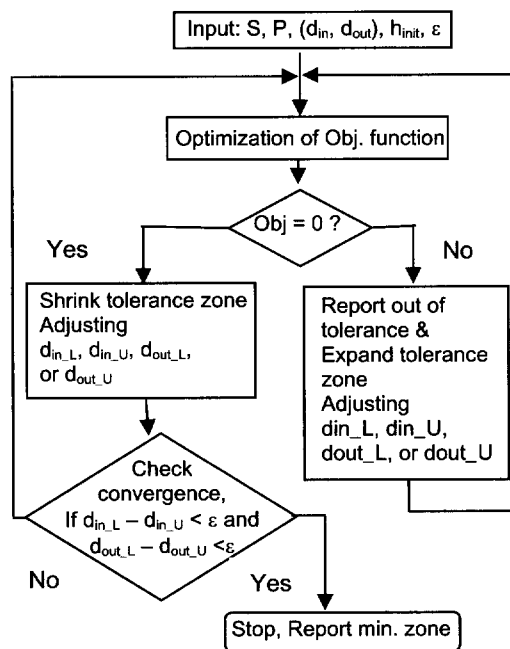 Input: S, P, (d_in, d_out), h_init, ε
Optimization of Obj. function
Obj = 0 ?
Yes
No
Shrink tolerance zone
Adjusting
d_in_L, d_in_U, d_out_L,
or d_out_U
Report out of
tolerance &
Expand tolerance
zone
Adjusting
din_L, din_U,
dout_L, or dout_U
Check
convergence,
If d_in_L – d_in_U < ε and
d_out_L – d_out_U <ε
No
Yes
Stop, Report min. zone